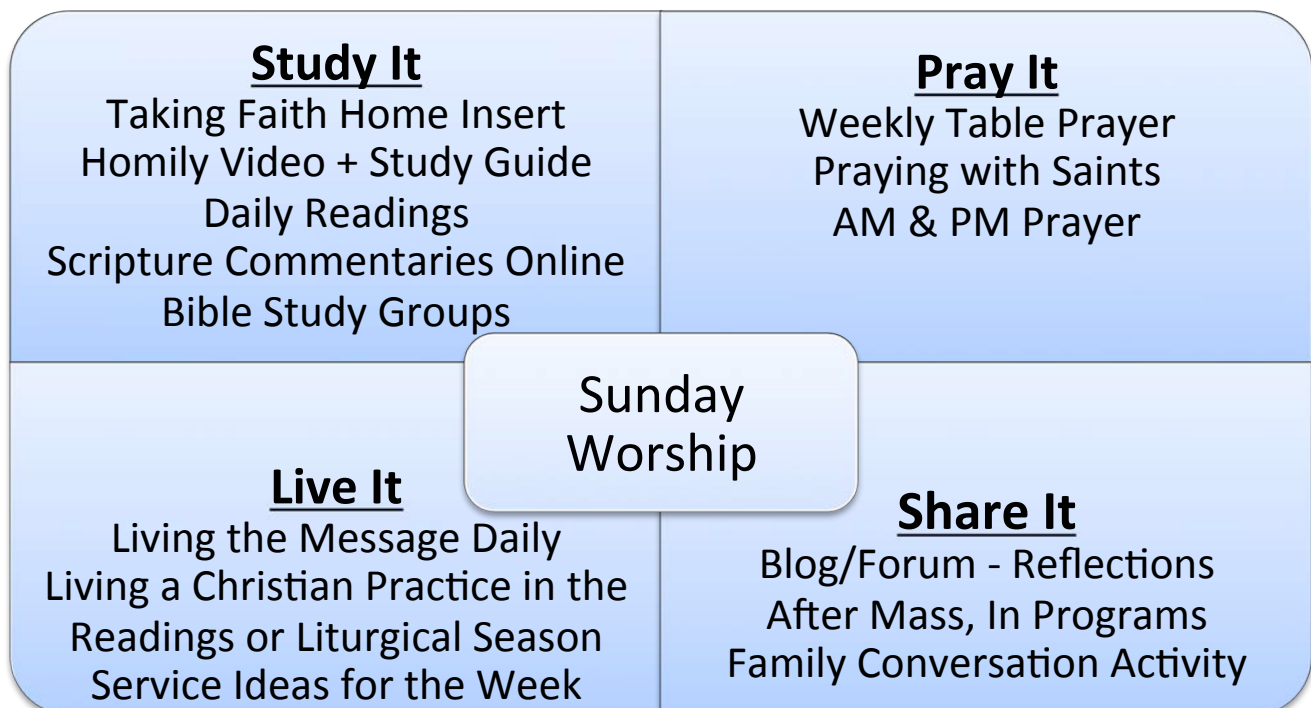 Study It
Taking Faith Home Insert
Homily Video + Study Guide
Daily Readings
Scripture Commentaries Online
Bible Study Groups
Pray It
Weekly Table Prayer
Praying with Saints
AM & PM Prayer
Sunday
Worship
Live It
Living the Message Daily
Living a Christian Practice in the
Readings or Liturgical Season
Service Ideas for the Week
Share It
Blog/Forum - Reflections
After Mass, In Programs
Family Conversation Activity